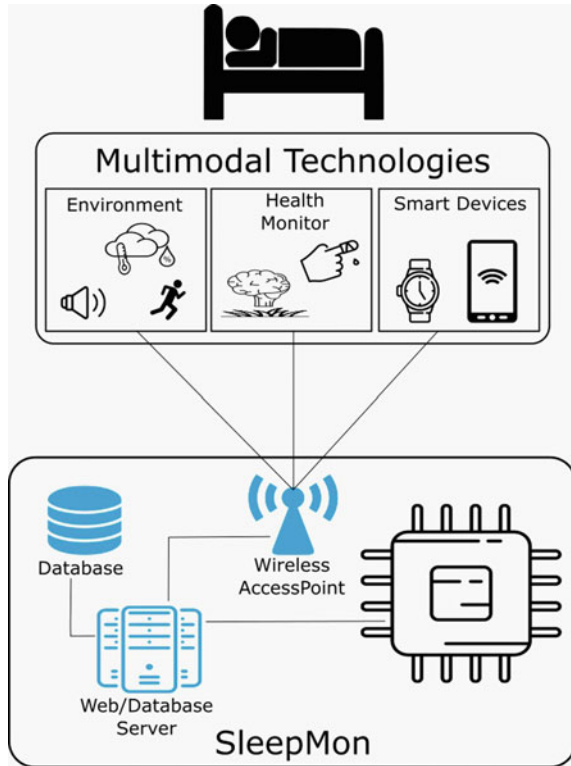 Multimodal Technologies
Environment
%
Health
Monitor
Smart Devices
Database
Wireless
AccessPoint
Web/Database
Server
SleepMon